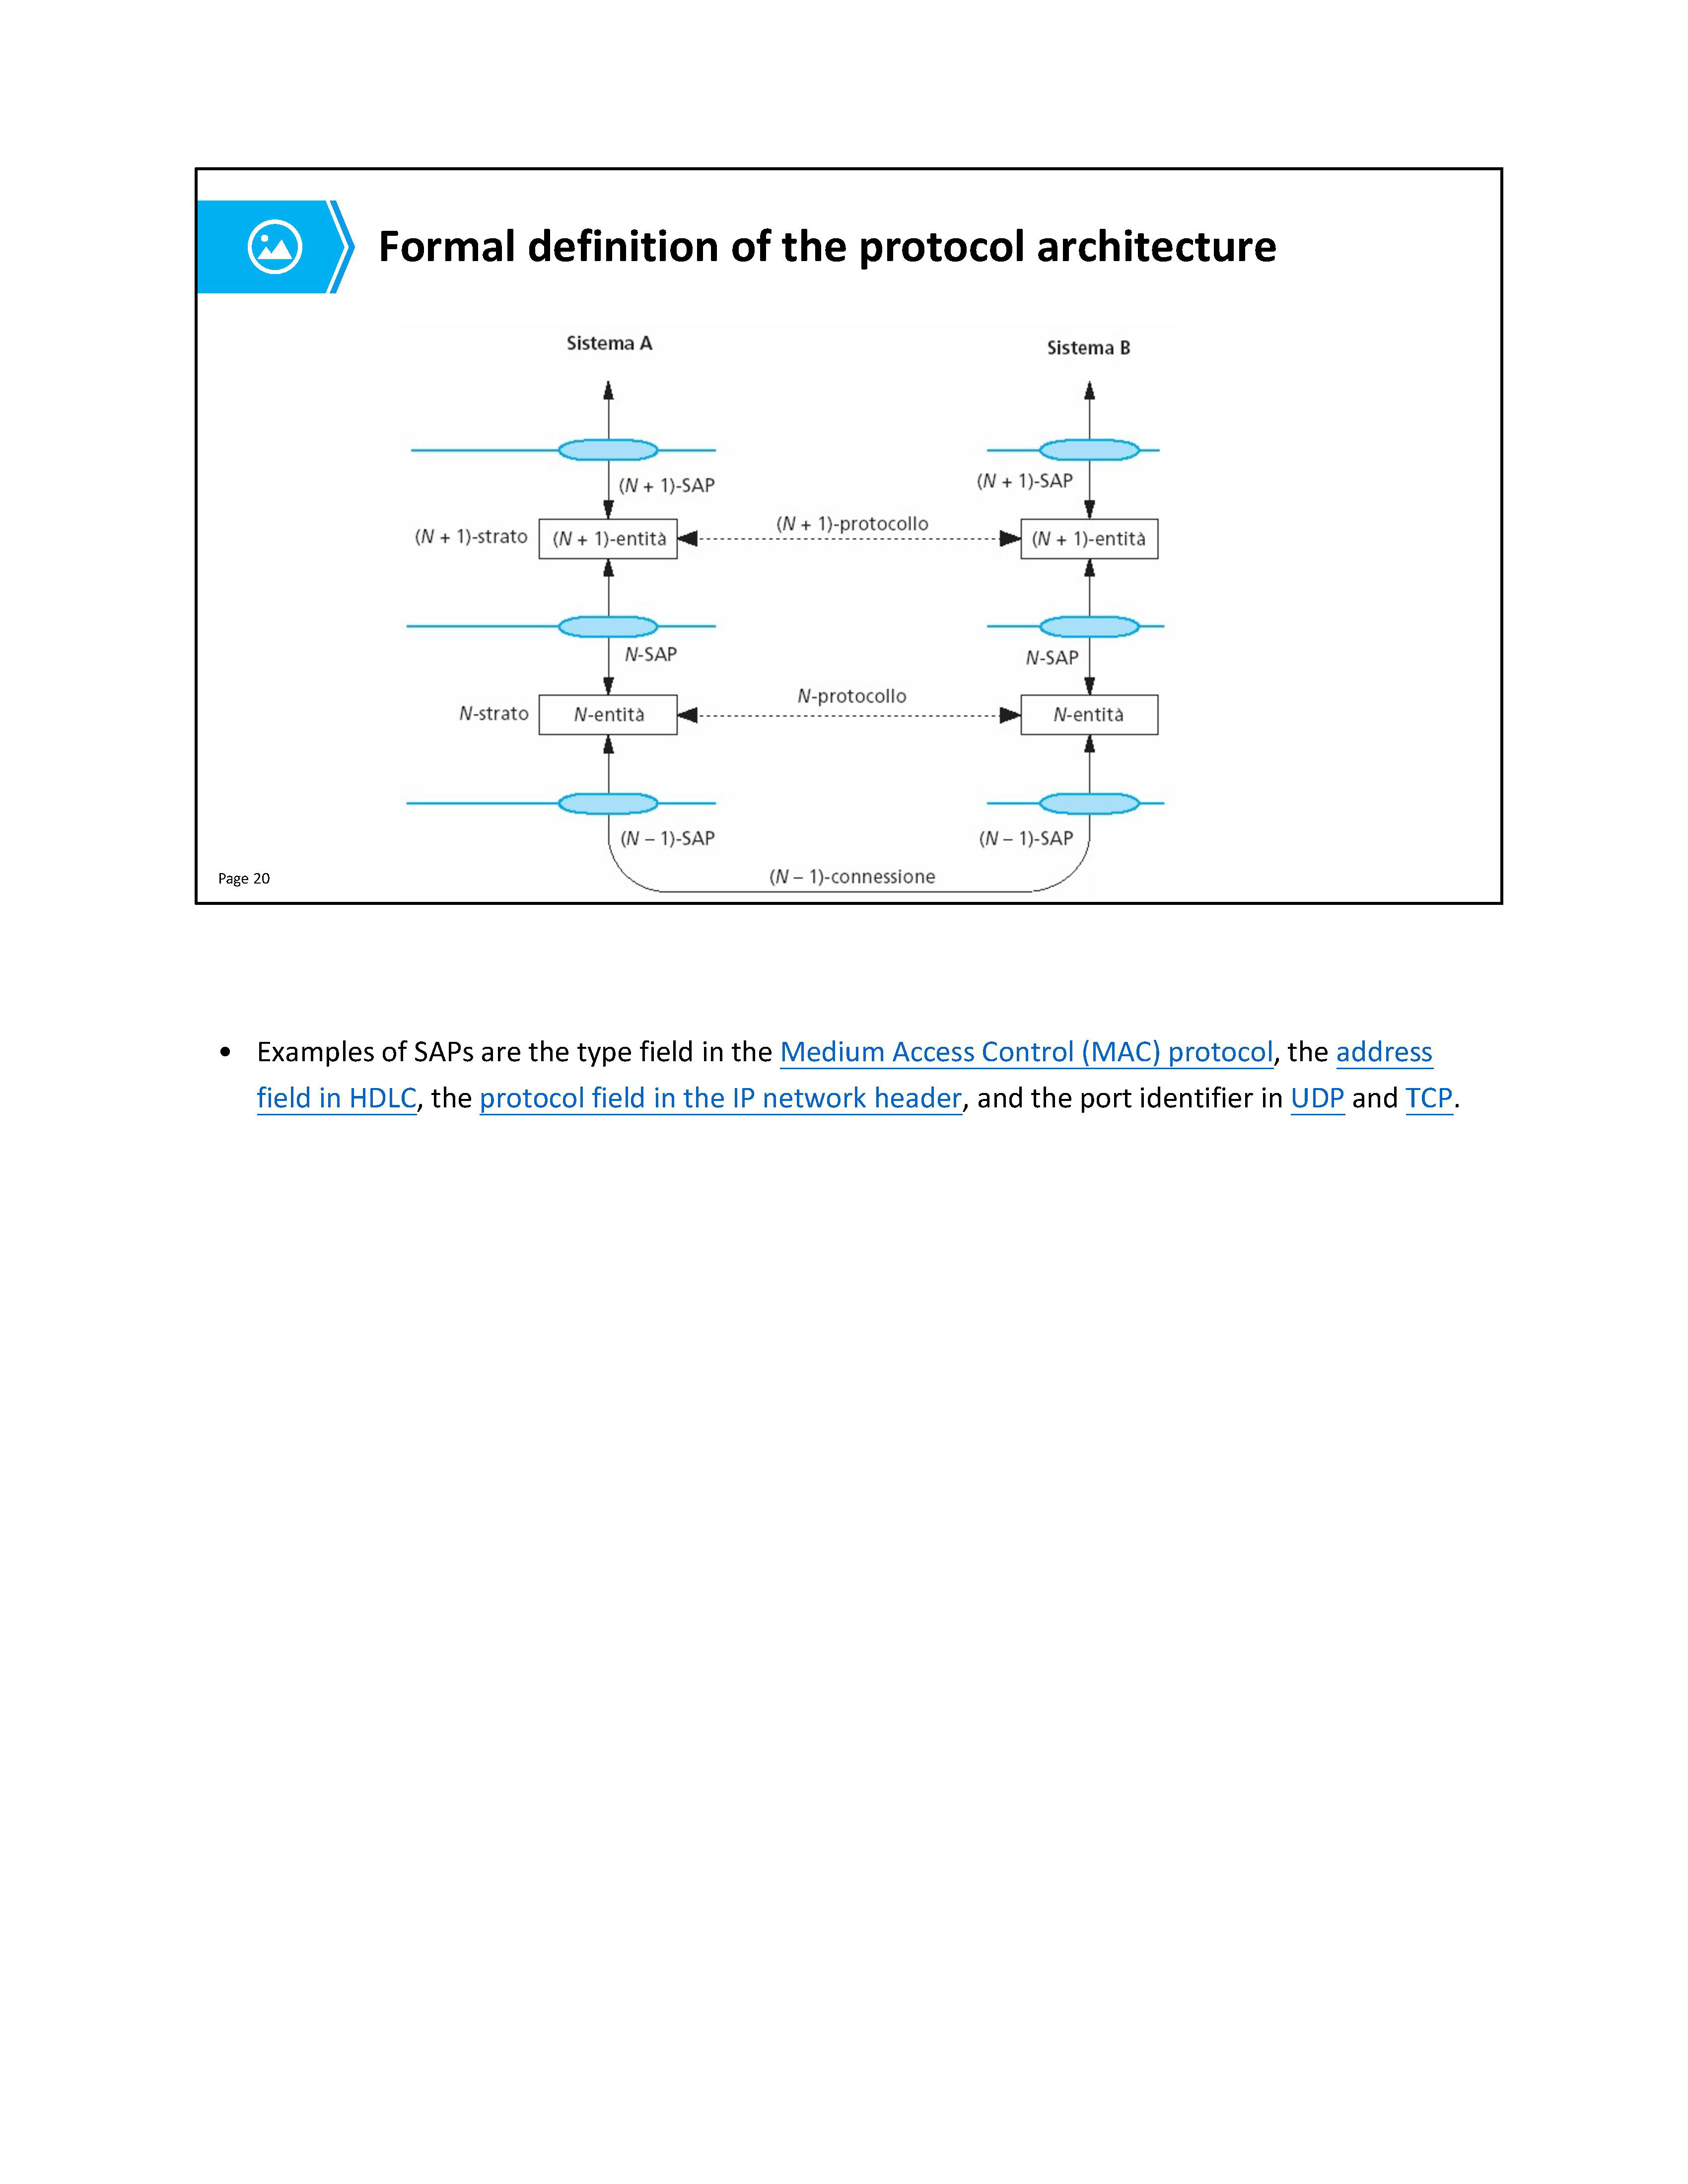 Formal definition of the protocol architecture
Sistema A
Sistema B
(N + 1)-SAP
(N + 1)-SAP
(N + 1)-strato
(N + 1)-entità
(N + 1)-protocollo
(N + 1)-entità
N-SAP
N-SAP
N-strato
N-entità
N-protocollo
N-entità
(N – 1)-SAP
(N – 1)-SAP
(N – 1)-connessione
Page 20
• Examples of SAPs are the type field in the Medium Access Control (MAC) protocol, the address
field in HDLC, the protocol field in the IP network header, and the port identifier in UDP and TCP.